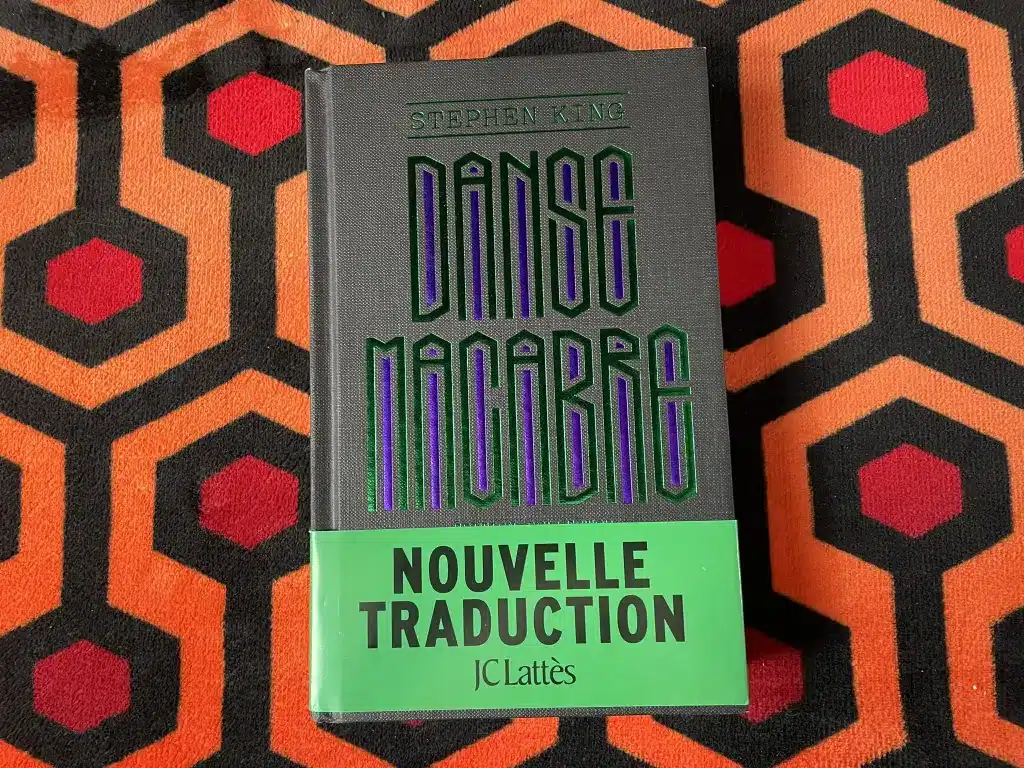 STEPHEN KING
DANSE
MACABRE
NOUVELLE
TRADUCTION
JC Lattès